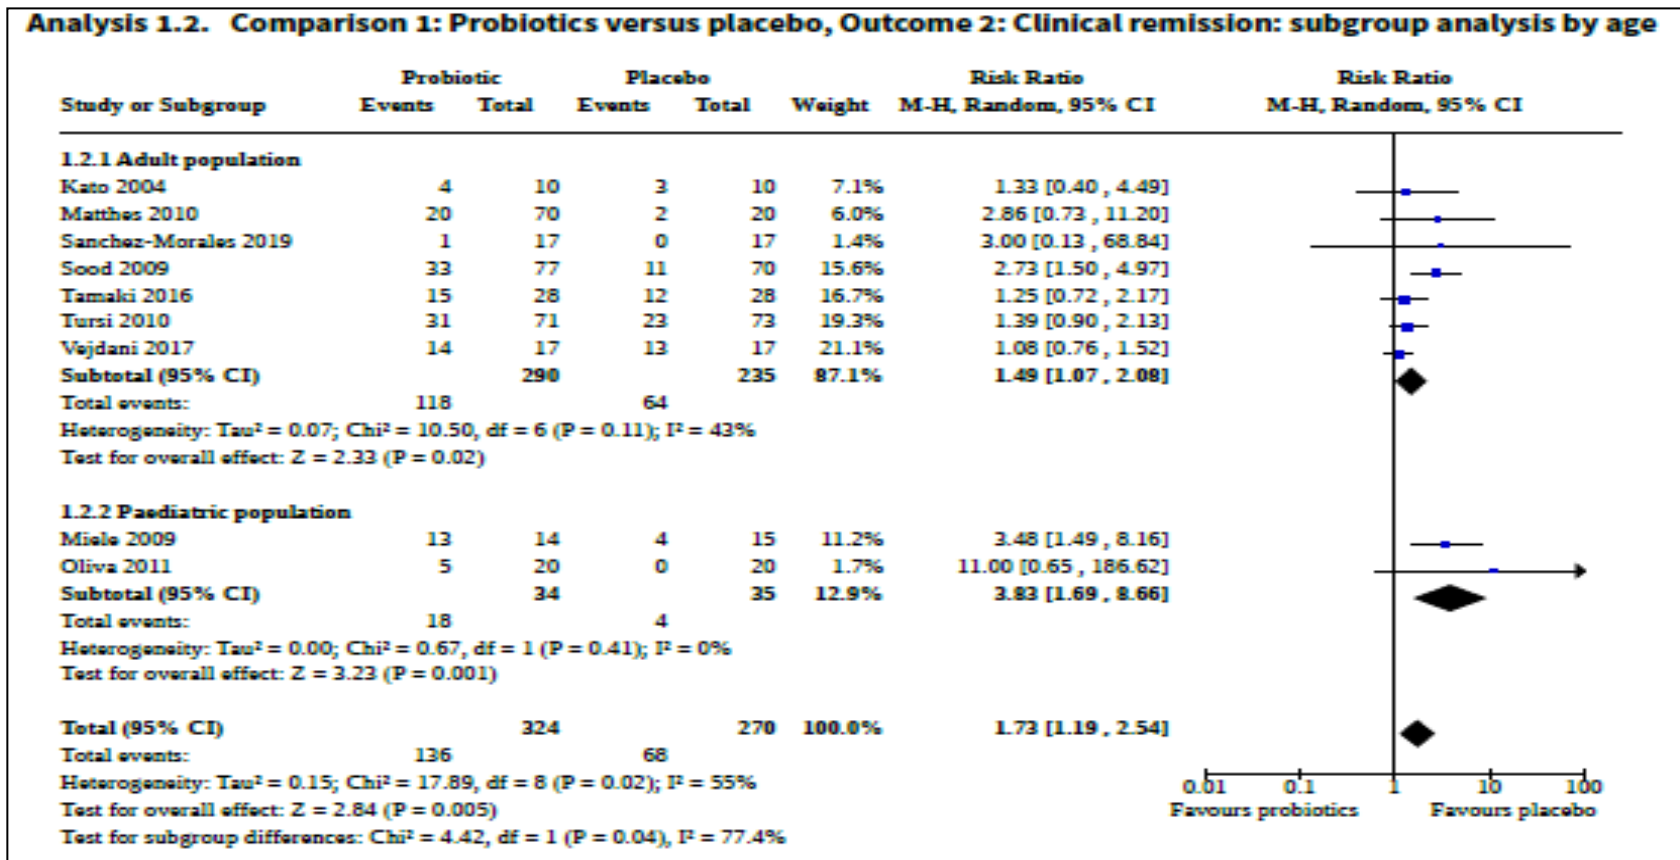 Analysis 1.2. Comparison 1: Probiotics versus placebo, Outcome 2: Clinical remission: subgroup analysis by age
Probiotic Placebo Risk Ratio Risk Ratio
Study or Subgroup Events Total Events Total Weight M-H, Random, 95% CI M-H, Random, 95% CI
1.2.1 Adult population
Kato 2004 4 10 3 10 7.1% 1.33 [0.40 , 4.49]
Matthes 2010 20 70 2 20 6.0% 2.86 [0.73 , 11.20]
Sanchez-Morales 2019 1 17 0 17 1.4% 3.00 [0.13 , 68.84]
Sood 2009 33 77 11 70 15.6% 2.73 [1.50 , 4.97]
Tamaki 2016 15 28 12 28 16.7% 1.25 [0.72 , 2.17]
Tursi 2010 31 71 23 73 19.3% 1.39 [0.90 , 2.13]
Vejdani 2017 14 17 13 17 21.1% 1.08 [0.76 , 1.52]
Subtotal (95% CI) 290 235 87.1% 1.49 [1.07 , 2.08]
Total events: 118 64
Heterogeneity: Tau² = 0.07; Chi² = 10.50, df = 6 (P = 0.11); I² = 43%
Test for overall effect: Z = 2.33 (P = 0.02)
1.2.2 Paediatric population
Miele 2009 13 14 4 15 11.2% 3.48 [1.49 , 8.16]
Oliva 2011 5 20 0 20 1.7% 11.00 [0.65 , 186.62]
Subtotal (95% CI) 34 35 12.9% 3.83 [1.69 , 8.66]
Total events: 18 4
Heterogeneity: Tau² = 0.00; Chi² = 0.67, df = 1 (P = 0.41); I² = 0%
Test for overall effect: Z = 3.23 (P = 0.001)
Total (95% CI) 324 270 100.0% 1.73 [1.19 , 2.54]
Total events: 136 68
Heterogeneity: Tau² = 0.15; Chi² = 17.89, df = 8 (P = 0.02); I² = 55%
0.01 0.1 1 10 100
Test for overall effect: Z = 2.84 (P = 0.005)
Favours probiotics Favours placebo
Test for subgroup differences: Chi² = 4.42, df = 1 (P = 0.04), I² = 77.4%